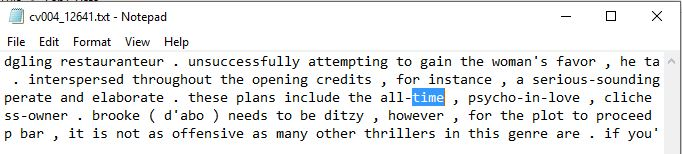 cv004_12641.txt - Notepad
File Edit Format View Help
dgling restauranteur . unsuccessfully attempting to gain the woman's favor , he ta
. interspersed throughout the opening credits , for instance , a serious-sounding
perate and elaborate . these plans include the all-time , psycho-in-love , cliche
ss-owner . brooke ( d'abo ) needs to be ditzy , however , for the plot to proceed
p bar , it is not as offensive as many other thrillers in this genre are . if you'